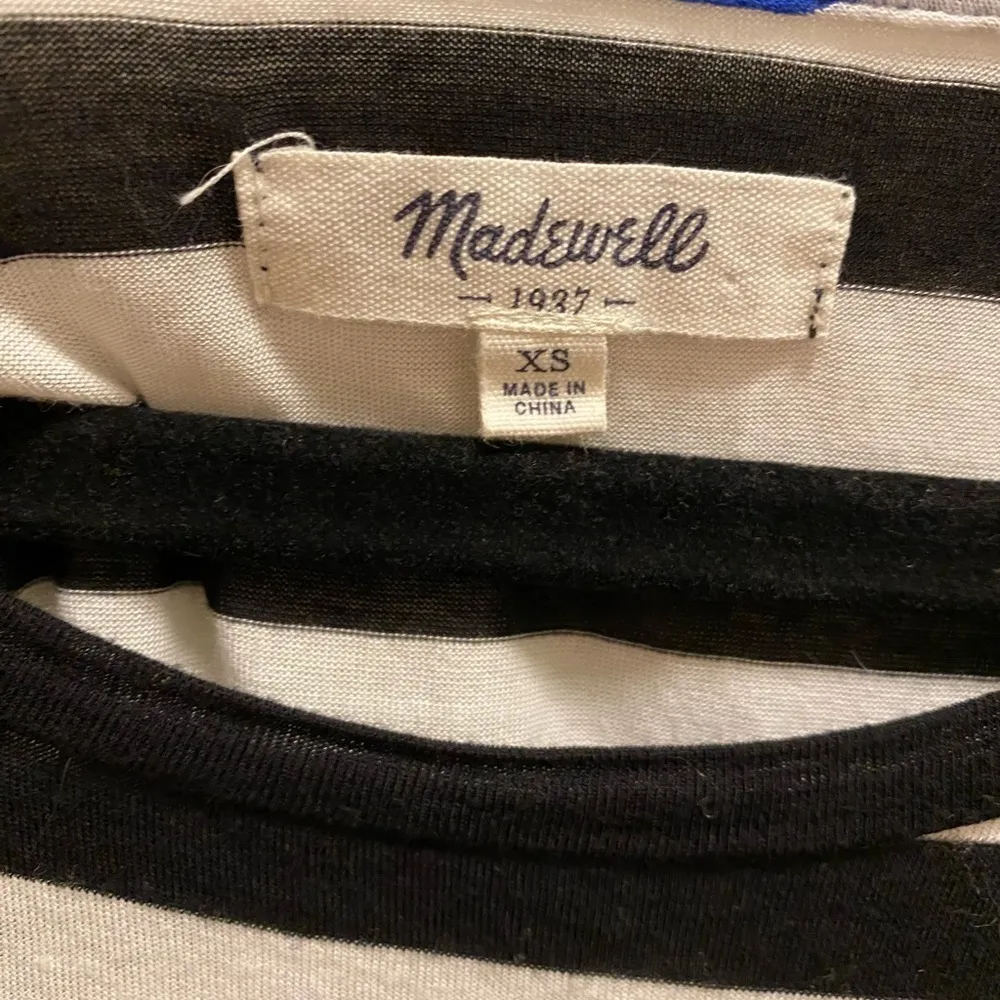 Madewell
— 1937 —
XS
MADE IN
CHINA